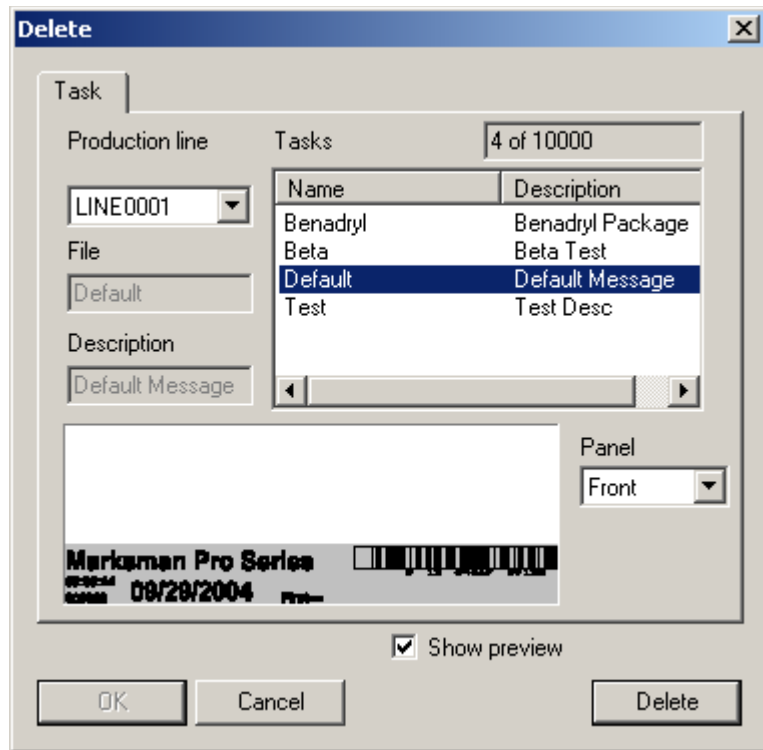 Delete
Task
Production line
Tasks
4 of 10000
LINE0001
Name Description
Benadryl Benadryl Package
Beta Beta Test
Default Default Message
Test Test Desc
File
Default
Description
Default Message
Panel
Front
Marksman Pro Series
09/29/2004
Show preview
OK
Cancel
Delete